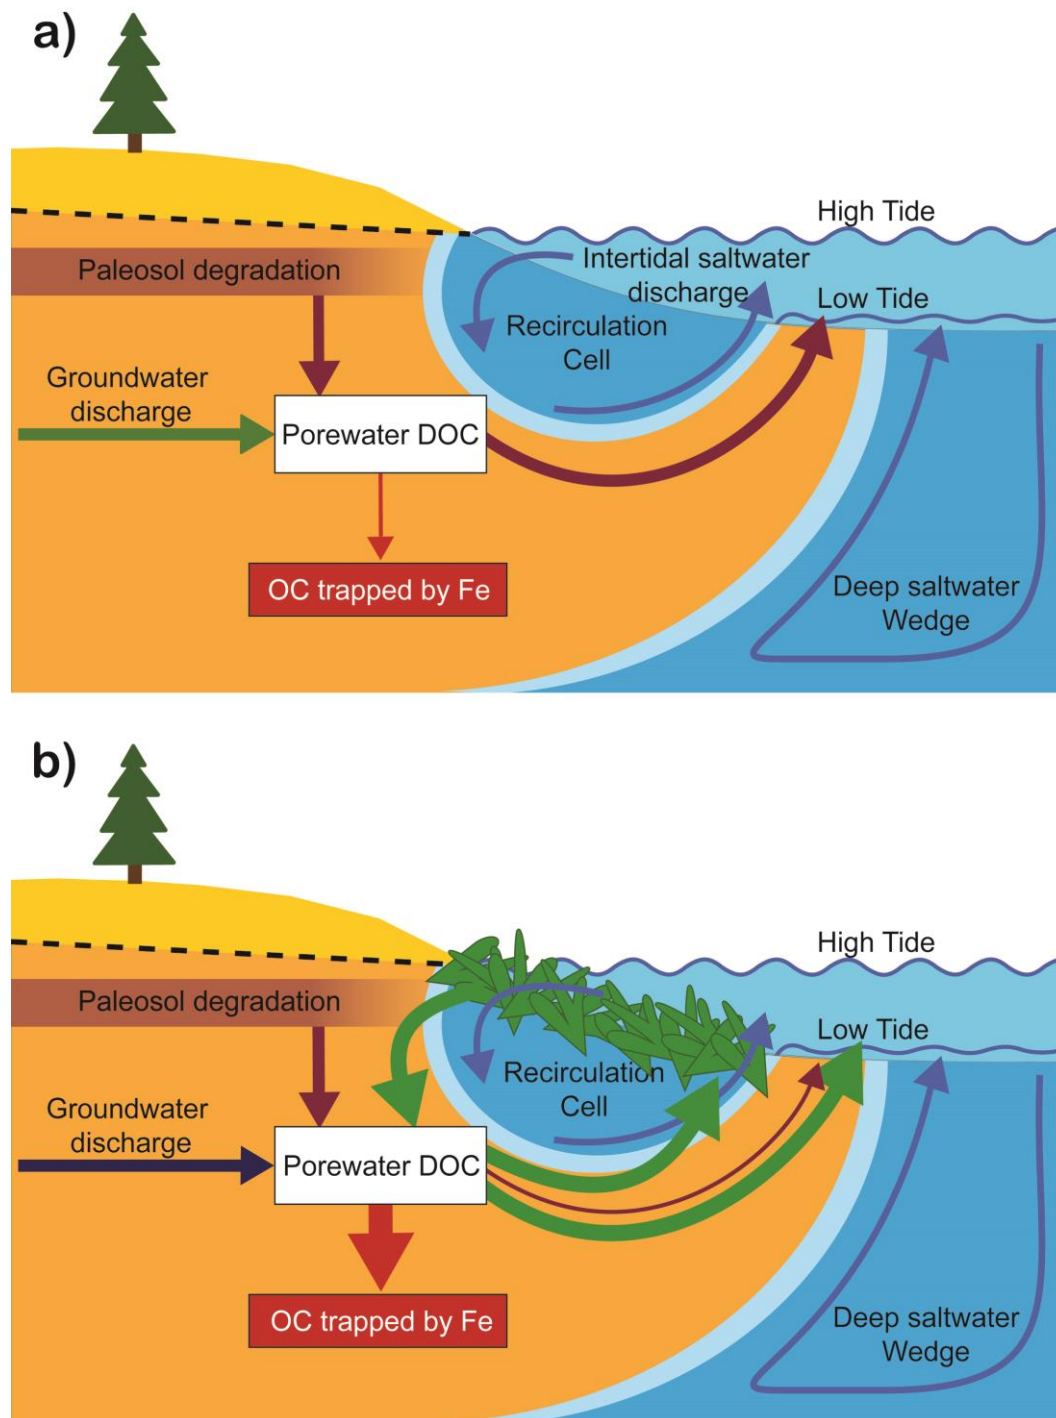 a)
High Tide
Paleosol degradation
Intertidal saltwater
discharge
Low Tide
Recirculation
Cell
Groundwater
discharge
Porewater DOC
OC trapped by Fe
Deep saltwater
Wedge
b)
High Tide
Paleosol degradation
Low Tide
Recirculation
Cell
Groundwater
discharge
Porewater DOC
OC trapped by Fe
Deep saltwater
Wedge